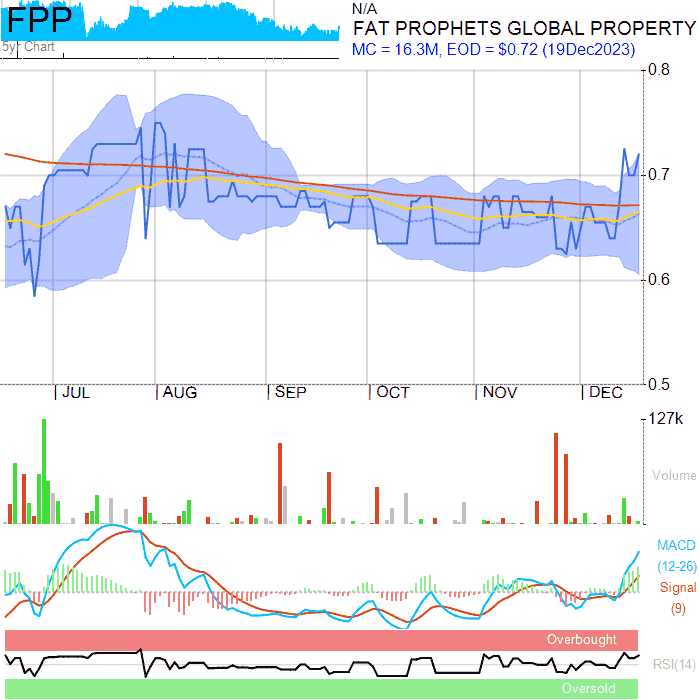 FPP
N/A
FAT PROPHETS GLOBAL PROPERTY
MC = 16.3M, EOD = $0.72 (19Dec2023)
5yr Chart
0.8
0.7
0.6
0.5
JUL AUG SEP OCT NOV DEC
127k
Volume
MACD
(12-26)
Signal
(9)
Overbought
RSI(14)
Oversold